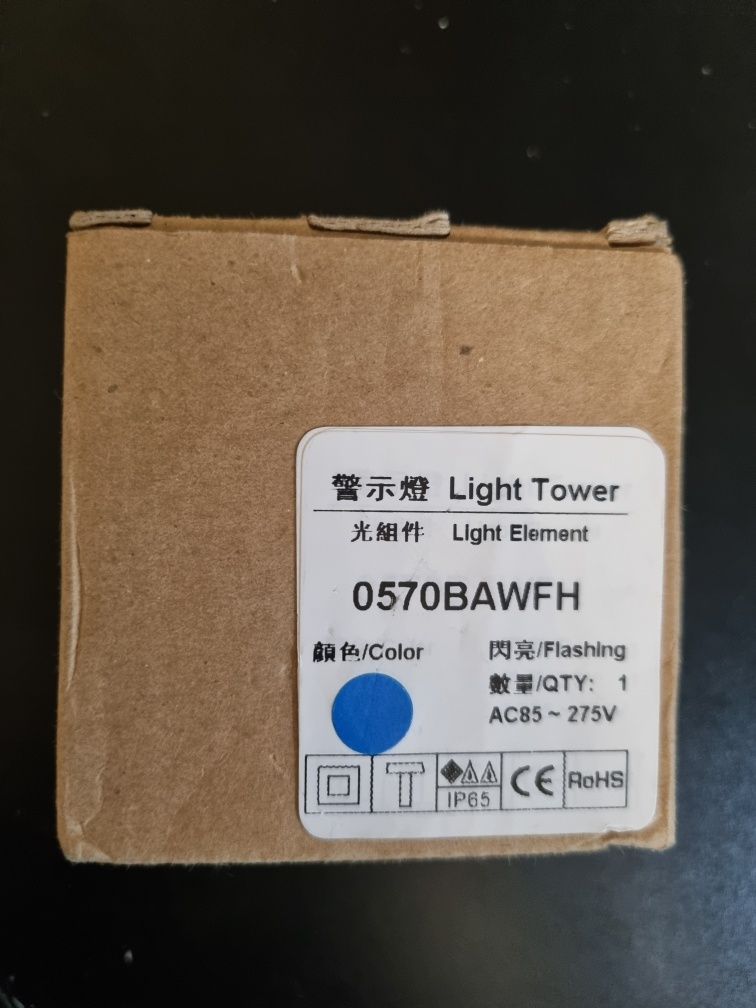 警示燈 Light Tower
光組件 Light Element
0570BAWFH
顏色/Color
閃亮/Flashing
數量/QTY: 1
AC85 ~ 275V
IP65
CE
RoHS